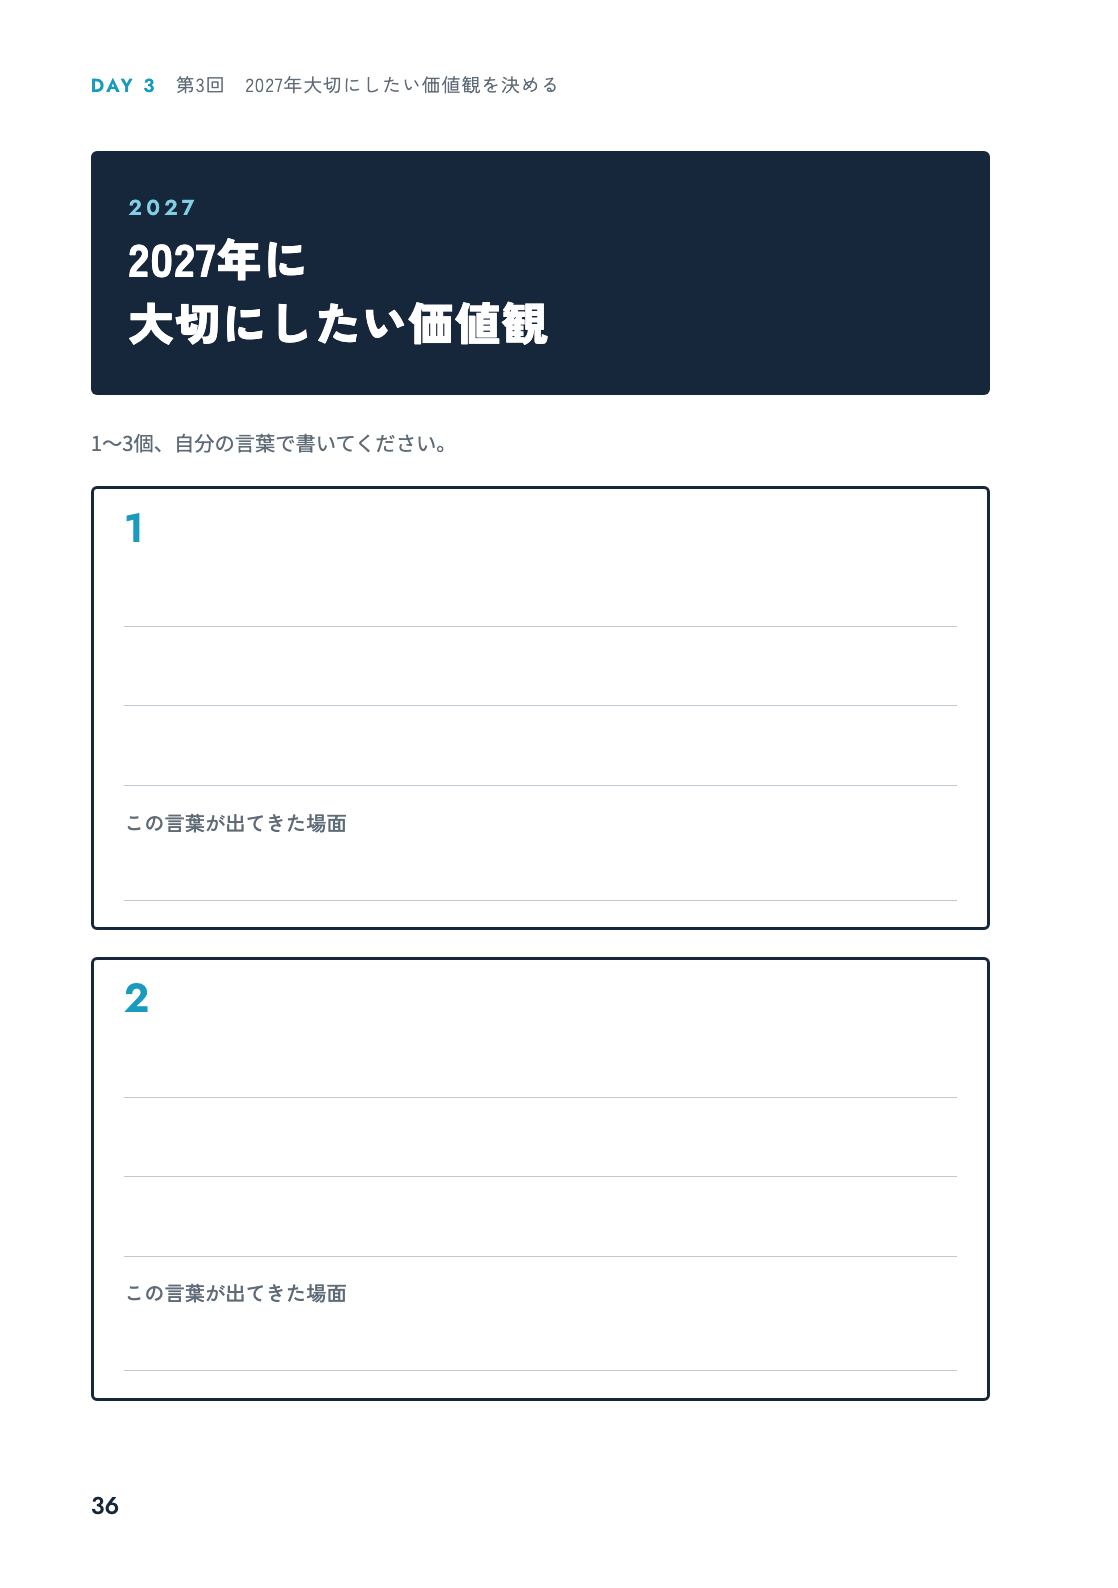 DAY 3 第3回 2027年大切にしたい価値観を決める
2027
2027年に
大切にしたい価値観
1〜3個、自分の言葉で書いてください。
1
この言葉が出てきた場面
2
この言葉が出てきた場面
36